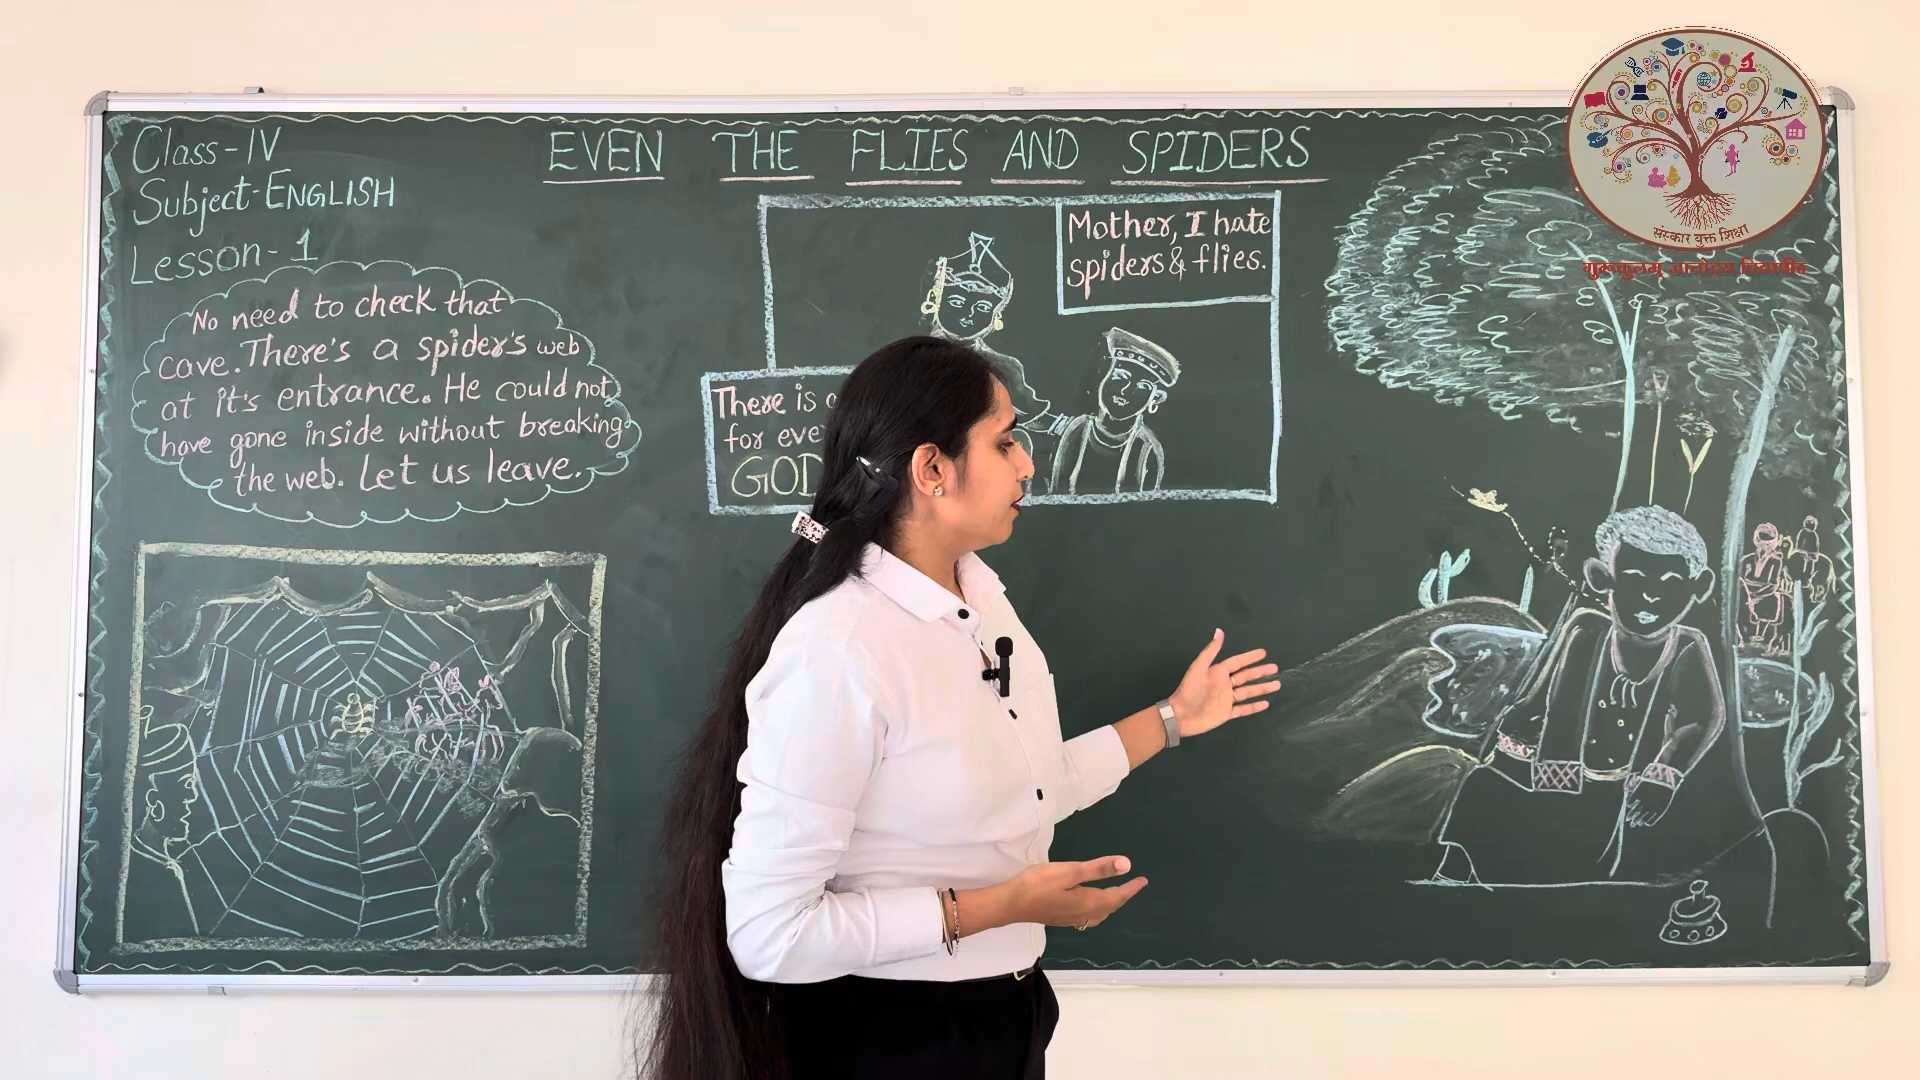 Class-IV
Subject-ENGLISH
Lesson-1
EVEN THE FLIES AND SPIDERS
No need to check that
cave. There's a spider's web
at it's entrance. He could not
have gone inside without breaking
the web. Let us leave.
Mother, I hate
spiders & flies.
There is
for
GOD
संस्कार युक्त शिक्षा
गुरूकुलम् ज्ञानोदय विद्यापीठ